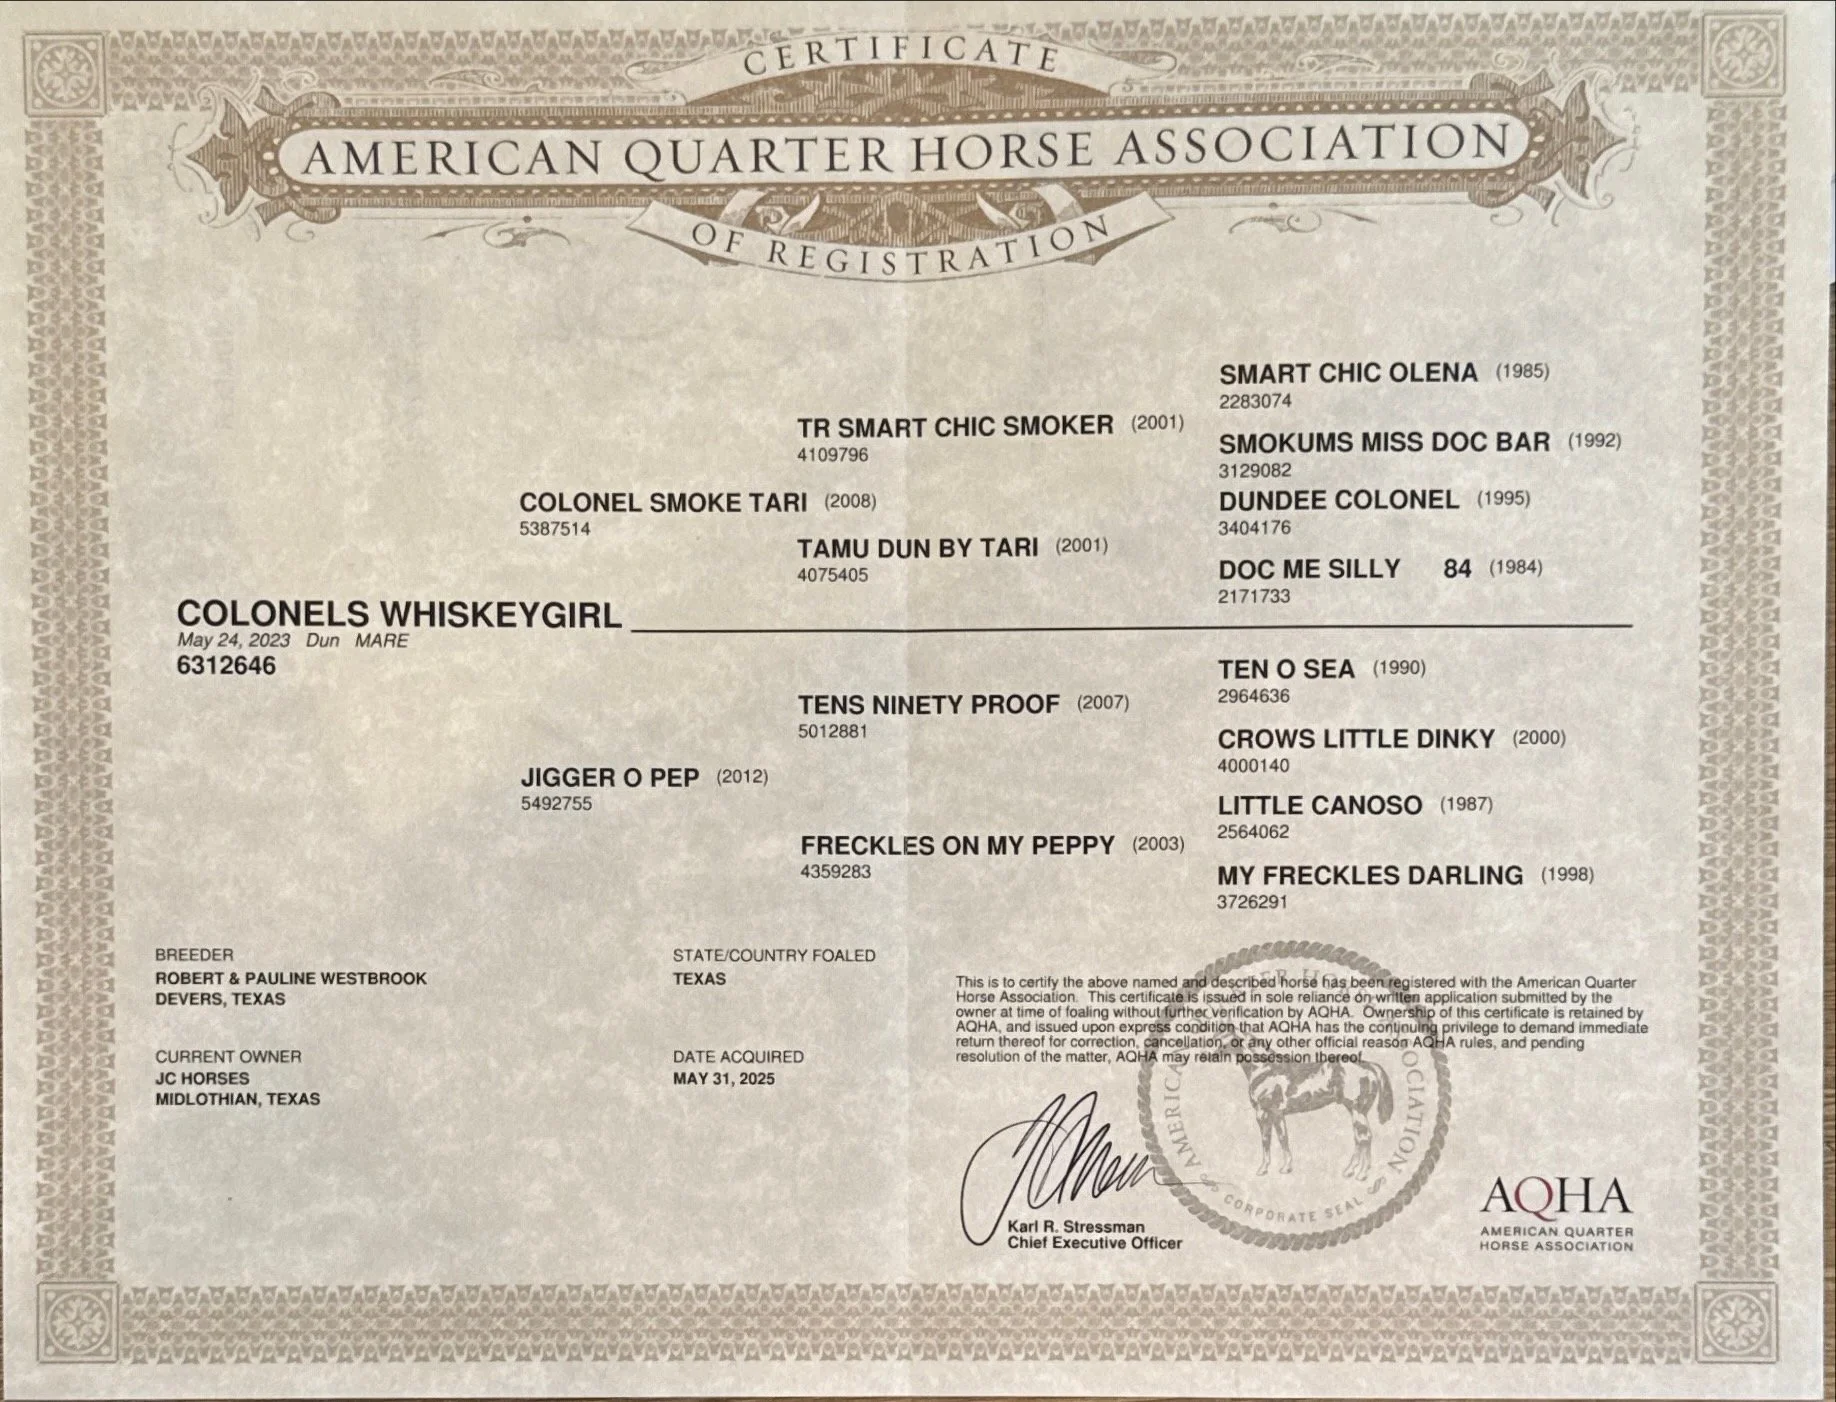 CERTIFICATE
AMERICAN QUARTER HORSE ASSOCIATION
OF REGISTRATION
SMART CHIC OLENA (1985)
2283074
TR SMART CHIC SMOKER (2001)
4109796
SMOKUMS MISS DOC BAR (1992)
3129082
COLONEL SMOKE TARI (2008)
5387514
DUNDEE COLONEL (1995)
3404176
TAMU DUN BY TARI (2001)
4075405
DOC ME SILLY 84 (1984)
2171733
COLONELS WHISKEYGIRL
May 24, 2023 Dun MARE
6312646
TEN O SEA (1990)
2964636
TENS NINETY PROOF (2007)
5012881
CROWS LITTLE DINKY (2000)
4000140
JIGGER O PEP (2012)
5492755
LITTLE CANOSO (1987)
2564062
FRECKLES ON MY PEPPY (2003)
4359283
MY FRECKLES DARLING (1998)
3726291
BREEDER
ROBERT & PAULINE WESTBROOK
DEVERS, TEXAS
STATE/COUNTRY FOALED
TEXAS
CURRENT OWNER
JC HORSES
MIDLOTHIAN, TEXAS
DATE ACQUIRED
MAY 31, 2025
This is to certify the above named and described horse has been registered with the American Quarter
Horse Association. This certificate is issued in sole reliance on written application submitted by the
owner at time of foaling without further verification by AQHA. Ownership of this certificate is retained by
AQHA, and issued upon express condition that AQHA has the continuing privilege to demand immediate
return thereof for correction, cancellation, or any other official reason AQHA rules, and pending
resolution of the matter, AQHA may retain possession thereof.
AMERICAN QUARTER HORSE ASSOCIATION
CORPORATE SEAL
Karl R. Stressman
Chief Executive Officer
AQHA
AMERICAN QUARTER
HORSE ASSOCIATION